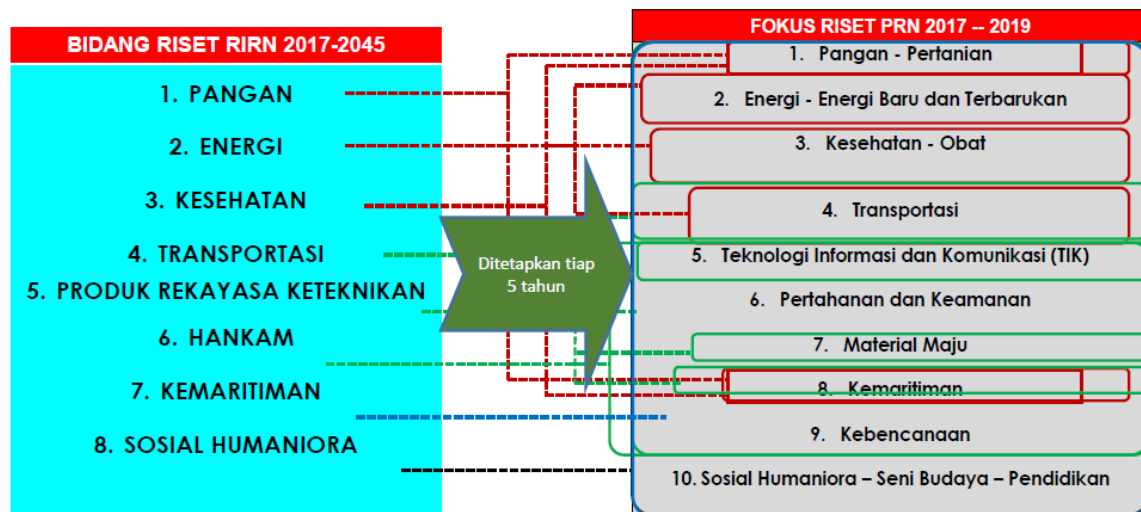 BIDANG RISET RIRN 2017-2045
1. PANGAN
2. ENERGI
3. KESEHATAN
4. TRANSPORTASI
5. PRODUK REKAYASA KETEKNIKAN
6. HANKAM
7. KEMARITIMAN
8. SOSIAL HUMANIORA
Ditetapkan tiap
5 tahun
FOKUS RISET PRN 2017 -- 2019
1. Pangan - Pertanian
2. Energi - Energi Baru dan Terbarukan
3. Kesehatan - Obat
4. Transportasi
5. Teknologi Informasi dan Komunikasi (TIK)
6. Pertahanan dan Keamanan
7. Material Maju
8. Kemaritiman
9. Kebencanaan
10. Sosial Humaniora – Seni Budaya – Pendidikan